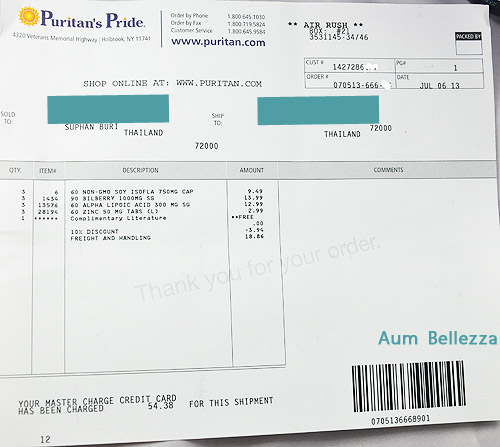 Puritan's Pride®
4320 Veterans Memorial Highway | Holbrook, NY 11741
Order by Phone 1.800.645.1030
Order by Fax 1.800.719.5824
Customer Service 1.800.645.9584
www.puritan.com
** AIR RUSH **
BOX: #21
3531145-34/46
PACKED BY
CUST # 1427286
PG# 1
ORDER # 070513-666
DATE JUL 06 13
SHOP ONLINE AT: WWW.PURITAN.COM
SOLD TO:
SUPHAN BURI
THAILAND
72000
SHIP TO:
72000
THAILAND
QTY. ITEM# DESCRIPTION AMOUNT COMMENTS
3 6 60 NON-GMO SOY ISOFLA 750MG CAP 9.49
3 1434 90 BILBERRY 1000MG SG 13.99
3 13576 60 ALPHA LIPOIC ACID 300 MG SG 12.99
3 28194 60 ZINC 50 MG TABS (L) 2.99
1 ****** Complimentary Literature **FREE
.00
10% DISCOUNT -3.94
FREIGHT AND HANDLING 18.86
Thank you for your order.
Aum Bellezza
YOUR MASTER CHARGE CREDIT CARD
HAS BEEN CHARGED 54.38 FOR THIS SHIPMENT
0705136668901
12